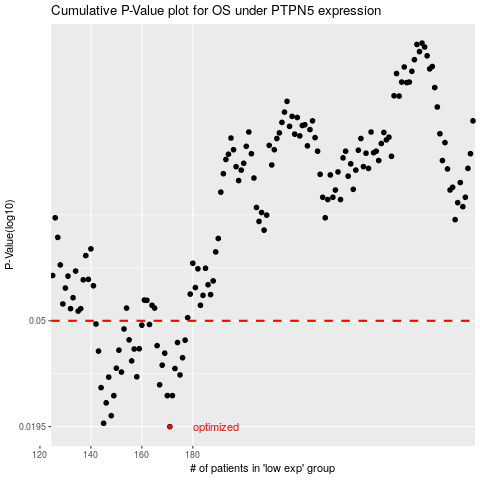 Cumulative P-Value plot for OS under PTPN5 expression
P-Value(log10)
0.05
0.0195
optimized
120 140 160 180
# of patients in 'low exp' group